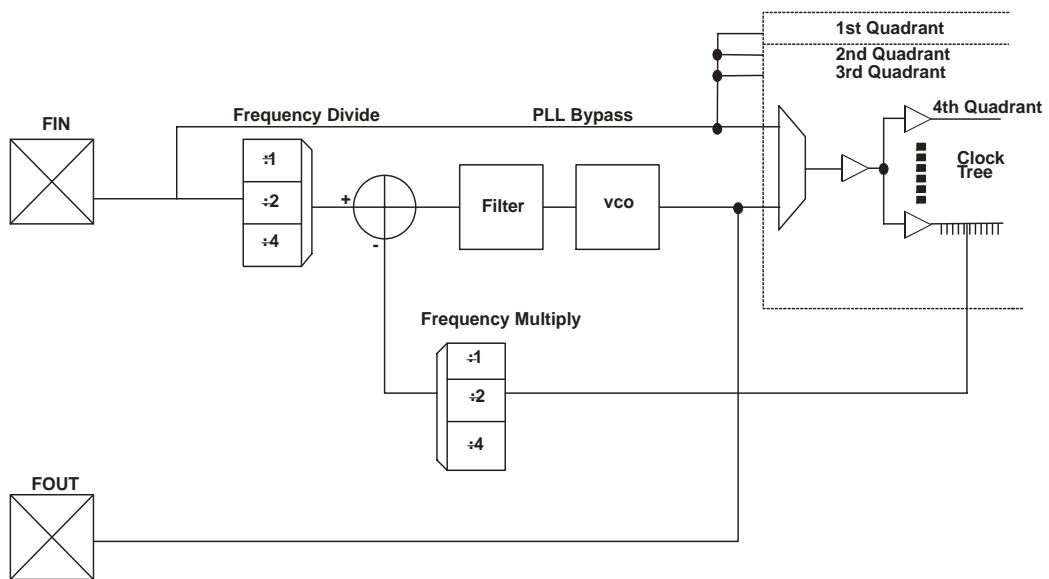 1st Quadrant
2nd Quadrant
3rd Quadrant
Frequency Divide
PLL Bypass
4th Quadrant
FIN
÷1
÷2
÷4
+
-
Filter
vco
Clock
Tree
Frequency Multiply
÷1
÷2
÷4
FOUT